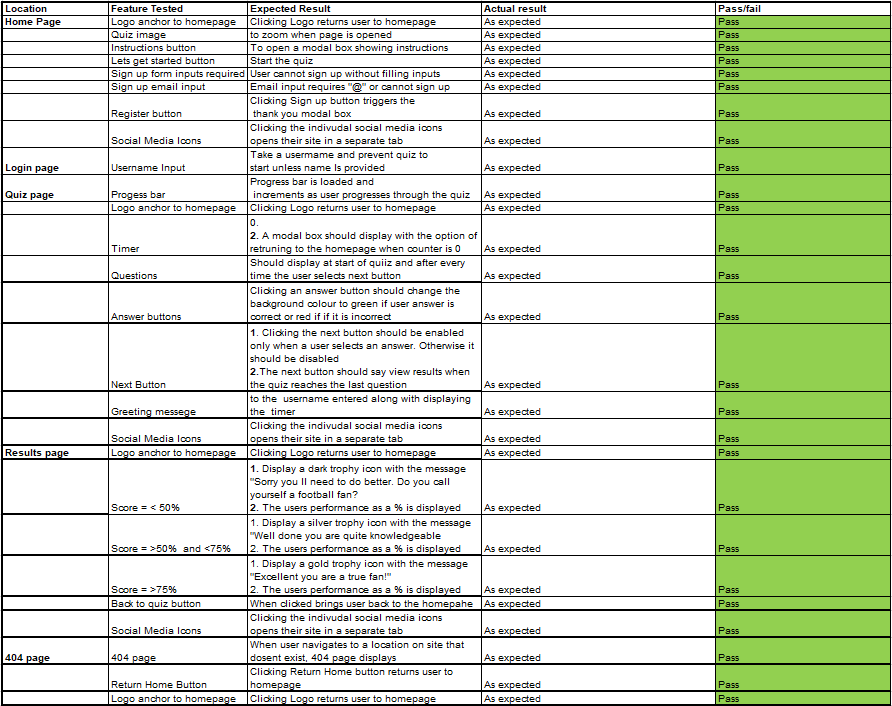 Location Feature Tested Expected Result Actual result Pass/fail
Home Page Logo anchor to homepage Clicking Logo returns user to homepage As expected Pass
Quiz image to zoom when page is opened As expected Pass
Instructions button To open a modal box showing instructions As expected Pass
Lets get started button Start the quiz As expected Pass
Sign up form inputs required User cannot sign up without filling inputs As expected Pass
Sign up email input Email input requires "@" or cannot sign up As expected Pass
Clicking Sign up button triggers the
Register button thank you modal box As expected Pass
Clicking the indivudal social media icons
Social Media Icons opens their site in a separate tab As expected Pass
Take a usermame and prevent quiz to
Login page Username Input start unless name Is provided As expected Pass
Progress bar is loaded and
Quiz page Progess bar increments as user progresses through the quiz As expected Pass
Logo anchor to homepage Clicking Logo returns user to homepage As expected Pass
0.
2. A modal box should display with the option of
Timer retruning to the homepage when counter is 0 As expected Pass
Should display at start of quiiz and after every
Questions time the user selects next button As expected Pass
Clicking an answer button should change the
background colour to green if user answer is
Answer buttons correct or red if if it is incorrect As expected Pass
1. Clicking the next button should be enabled
only when a user selects an answer. Otherwise it
should be disabled
2.The next button should say view results when
Next Button the quiz reaches the last question As expected Pass
to the username entered along with displaying
Greeting messege the timer As expected Pass
Clicking the indivudal social media icons
Social Media Icons opens their site in a separate tab As expected Pass
Results page Logo anchor to homepage Clicking Logo returns user to homepage As expected Pass
1. Display a dark trophy icon with the message
"Sorry you ll need to do better. Do you call
yourself a football fan?
Score = < 50% 2. The users performance as a % is displayed As expected Pass
1. Display a silver trophy icon with the message
"Well done you are quite knowledgeable
Score = >50% and <75% 2. The users performance as a % is displayed As expected Pass
1. Display a gold trophy icon with the message
"Excellent you are a true fan!"
Score = >75% 2. The users performance as a % is displayed As expected Pass
Back to quiz button When clicked brings user back to the homepahe As expected Pass
Clicking the indivudal social media icons
Social Media Icons opens their site in a separate tab As expected Pass
When user navigates to a location on site that
404 page 404 page dosent exist, 404 page displays As expected Pass
Clicking Return Home button returns user to
Return Home Button homepage As expected Pass
Logo anchor to homepage Clicking Logo returns user to homepage As expected Pass